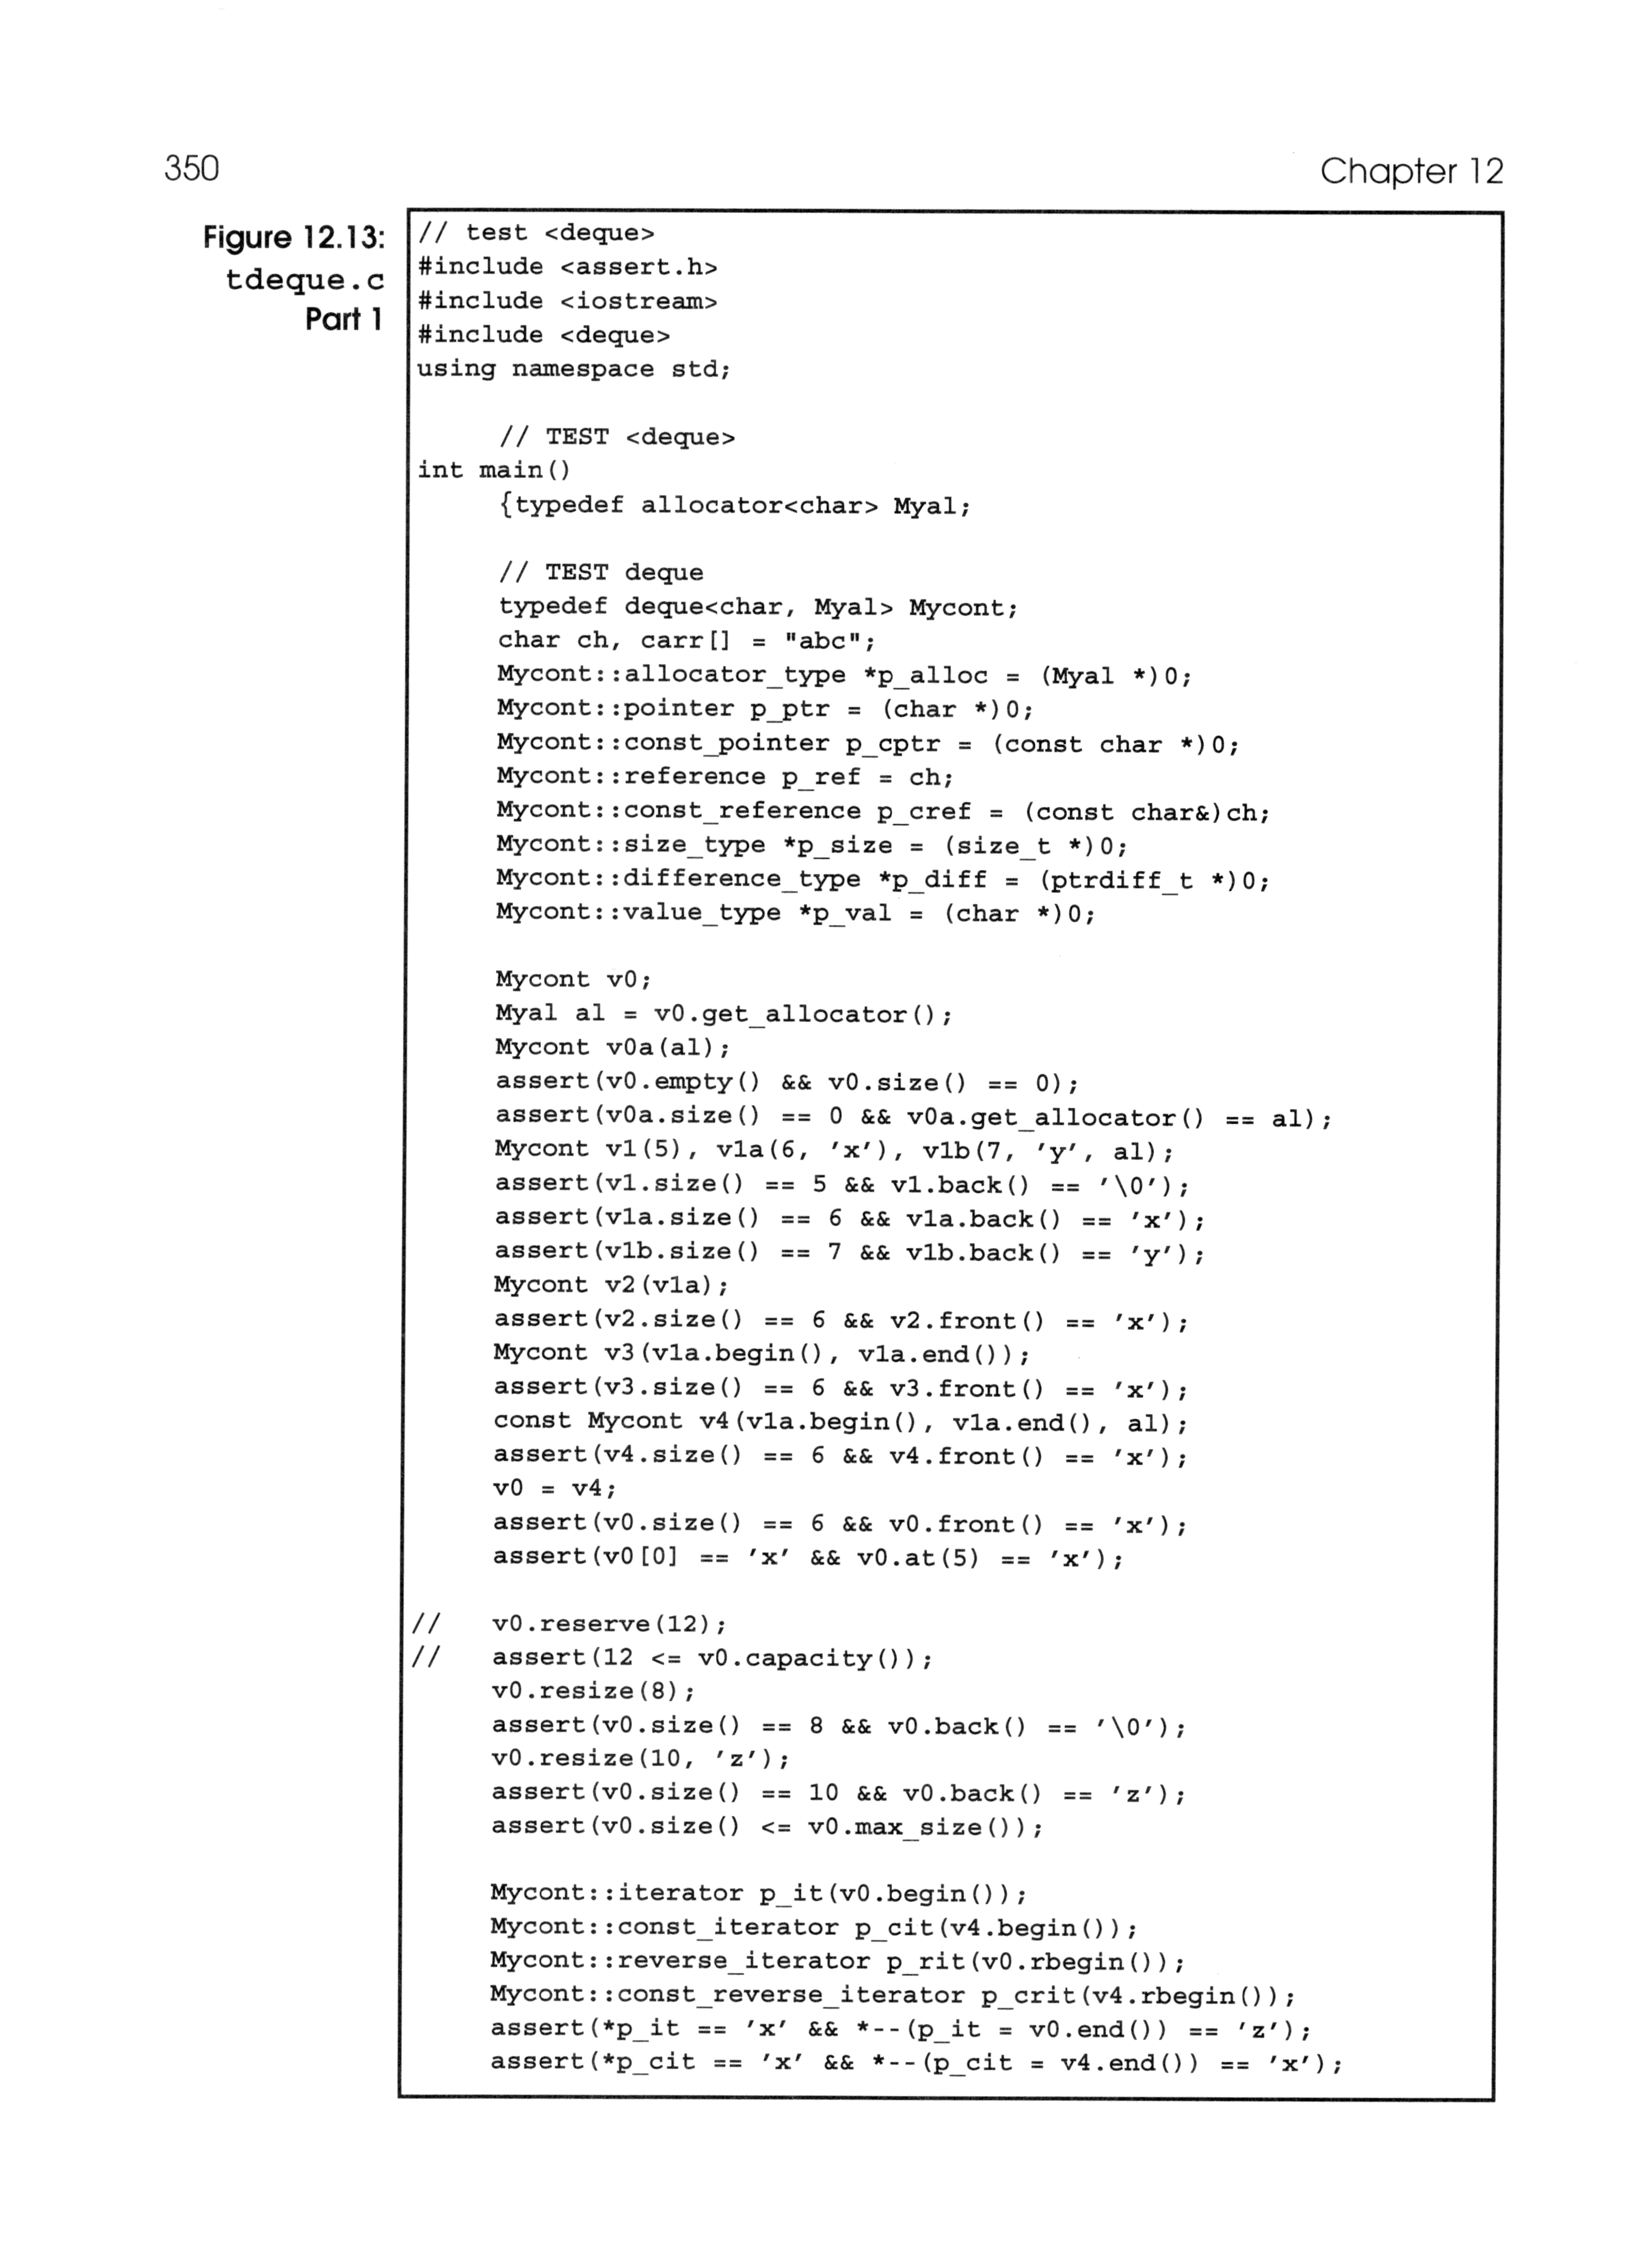 350
Chapter 12
Figure 12.13:
tdeque.c
Part 1
// test <deque>
#include <assert.h>
#include <iostream>
#include <deque>
using namespace std;
// TEST <deque>
int main()
{typedef allocator<char> Myal;
// TEST deque
typedef deque<char, Myal> Mycont;
char ch, carr[] = "abc";
Mycont::allocator_type *p_alloc = (Myal *)0;
Mycont::pointer p_ptr = (char *)0;
Mycont::const_pointer p_cptr = (const char *)0;
Mycont::reference p_ref = ch;
Mycont::const_reference p_cref = (const char&)ch;
Mycont::size_type *p_size = (size_t *)0;
Mycont::difference_type *p_diff = (ptrdiff_t *)0;
Mycont::value_type *p_val = (char *)0;
Mycont v0;
Myal al = v0.get_allocator();
Mycont v0a(al);
assert(v0.empty() && v0.size() == 0);
assert(v0a.size() == 0 && v0a.get_allocator() == al);
Mycont v1(5), v1a(6, 'x'), v1b(7, 'y', al);
assert(v1.size() == 5 && v1.back() == '\0');
assert(v1a.size() == 6 && v1a.back() == 'x');
assert(v1b.size() == 7 && v1b.back() == 'y');
Mycont v2(v1a);
assert(v2.size() == 6 && v2.front() == 'x');
Mycont v3(v1a.begin(), v1a.end());
assert(v3.size() == 6 && v3.front() == 'x');
const Mycont v4(v1a.begin(), v1a.end(), al);
assert(v4.size() == 6 && v4.front() == 'x');
v0 = v4;
assert(v0.size() == 6 && v0.front() == 'x');
assert(v0[0] == 'x' && v0.at(5) == 'x');
// v0.reserve(12);
// assert(12 <= v0.capacity());
v0.resize(8);
assert(v0.size() == 8 && v0.back() == '\0');
v0.resize(10, 'z');
assert(v0.size() == 10 && v0.back() == 'z');
assert(v0.size() <= v0.max_size());
Mycont::iterator p_it(v0.begin());
Mycont::const_iterator p_cit(v4.begin());
Mycont::reverse_iterator p_rit(v0.rbegin());
Mycont::const_reverse_iterator p_crit(v4.rbegin());
assert(*p_it == 'x' && *--(p_it = v0.end()) == 'z');
assert(*p_cit == 'x' && *--(p_cit = v4.end()) == 'x');